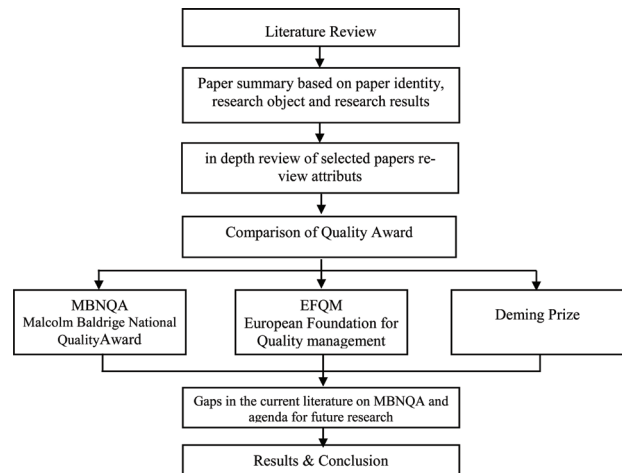 Literature Review
Paper summary based on paper identity,
research object and research results
in depth review of selected papers re-
view attributs
Comparison of Quality Award
MBNQA
Malcolm Baldrige National
QualityAward
EFQM
European Foundation for
Quality management
Deming Prize
Gaps in the current literature on MBNQA and
agenda for future research
Results & Conclusion